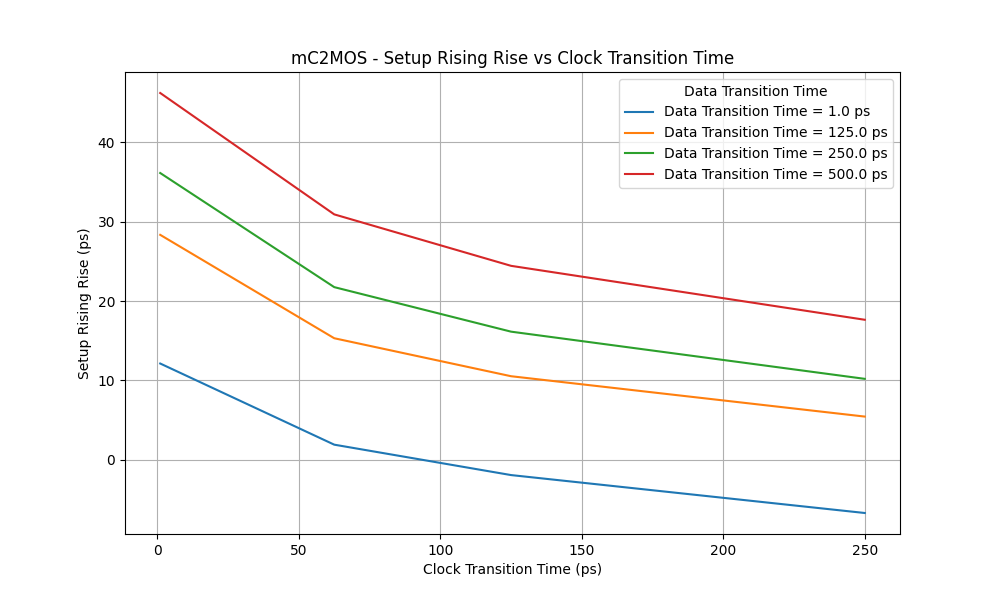 mC2MOS - Setup Rising Rise vs Clock Transition Time
Data Transition Time
Data Transition Time = 1.0 ps
Data Transition Time = 125.0 ps
Data Transition Time = 250.0 ps
Data Transition Time = 500.0 ps
Setup Rising Rise (ps)
40
30
20
10
0
0 50 100 150 200 250
Clock Transition Time (ps)